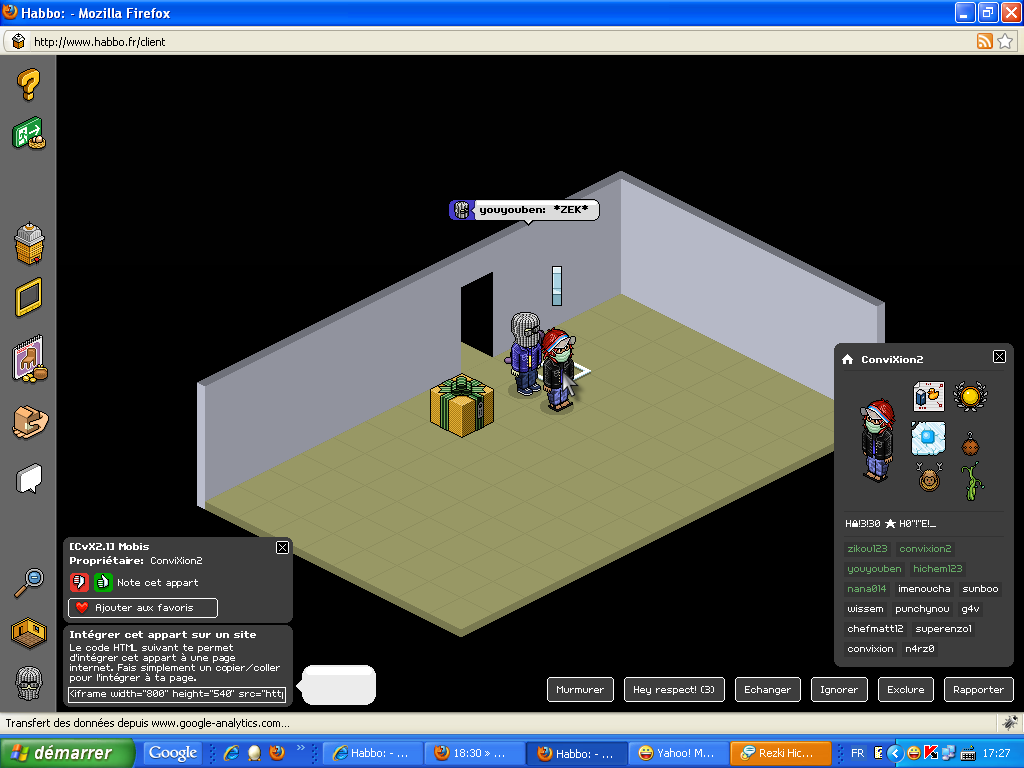 Habbo: - Mozilla Firefox
http://www.habbo.fr/client
youyouben: *ZEK*
ConviXion2
zikou123 convixion2
youyouben hichem123
nana014 imenoucha sunboo
wissem punchynou g4v
chefmatt12 superenzo1
convixion n4rz0
[CvX2.1] Mobis
Propriétaire: ConviXion2
Note cet appart
Ajouter aux favoris
Intégrer cet appart sur un site
Le code HTML suivant te permet
d'intégrer cet appart à une page
internet. Fais simplement un copier/coller
pour l'intégrer à ta page.
<iframe width="800" height="540" src="htt
Murmurer Hey respect! (3) Echanger Ignorer Exclure Rapporter
Transfert des données depuis www.google-analytics.com...
démarrer Google » Habbo: - ... 18:30 » ... Habbo: - ... Yahoo! M... Rezki Hic... FR 17:27